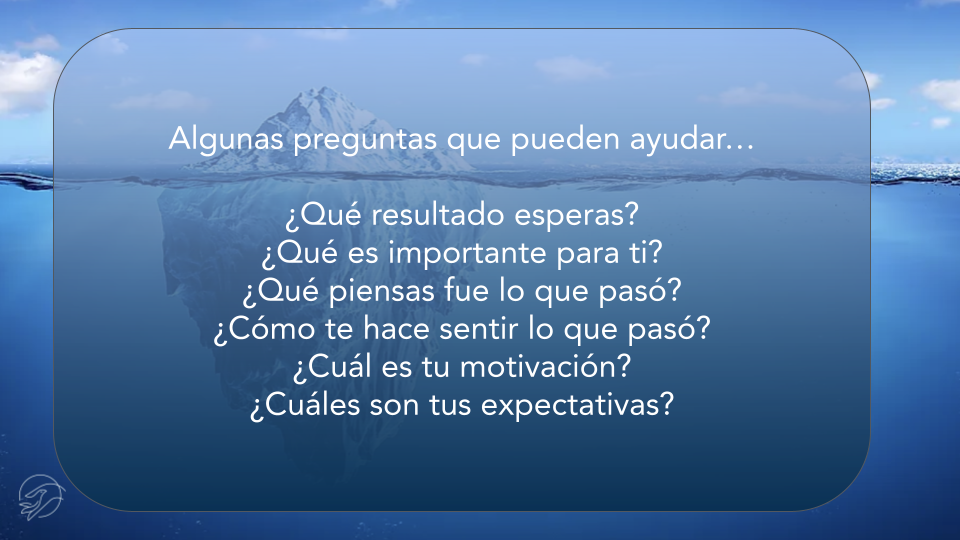 Algunas preguntas que pueden ayudar...
¿Qué resultado esperas?
¿Qué es importante para ti?
¿Qué piensas fue lo que pasó?
¿Cómo te hace sentir lo que pasó?
¿Cuál es tu motivación?
¿Cuáles son tus expectativas?